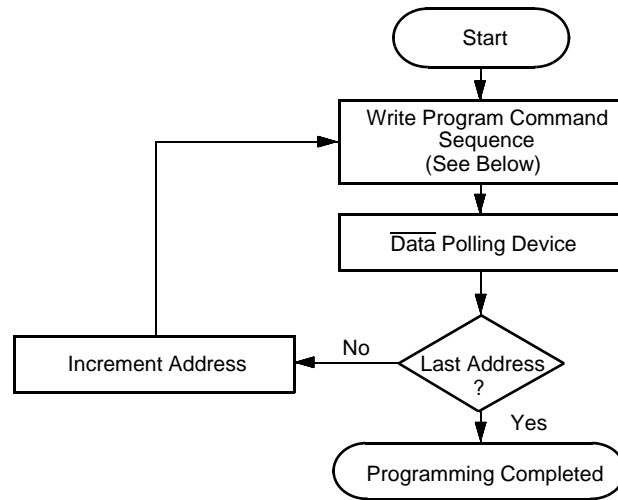 Start
Write Program Command
Sequence
(See Below)
Data Polling Device
Increment Address
No
Last Address
?
Yes
Programming Completed